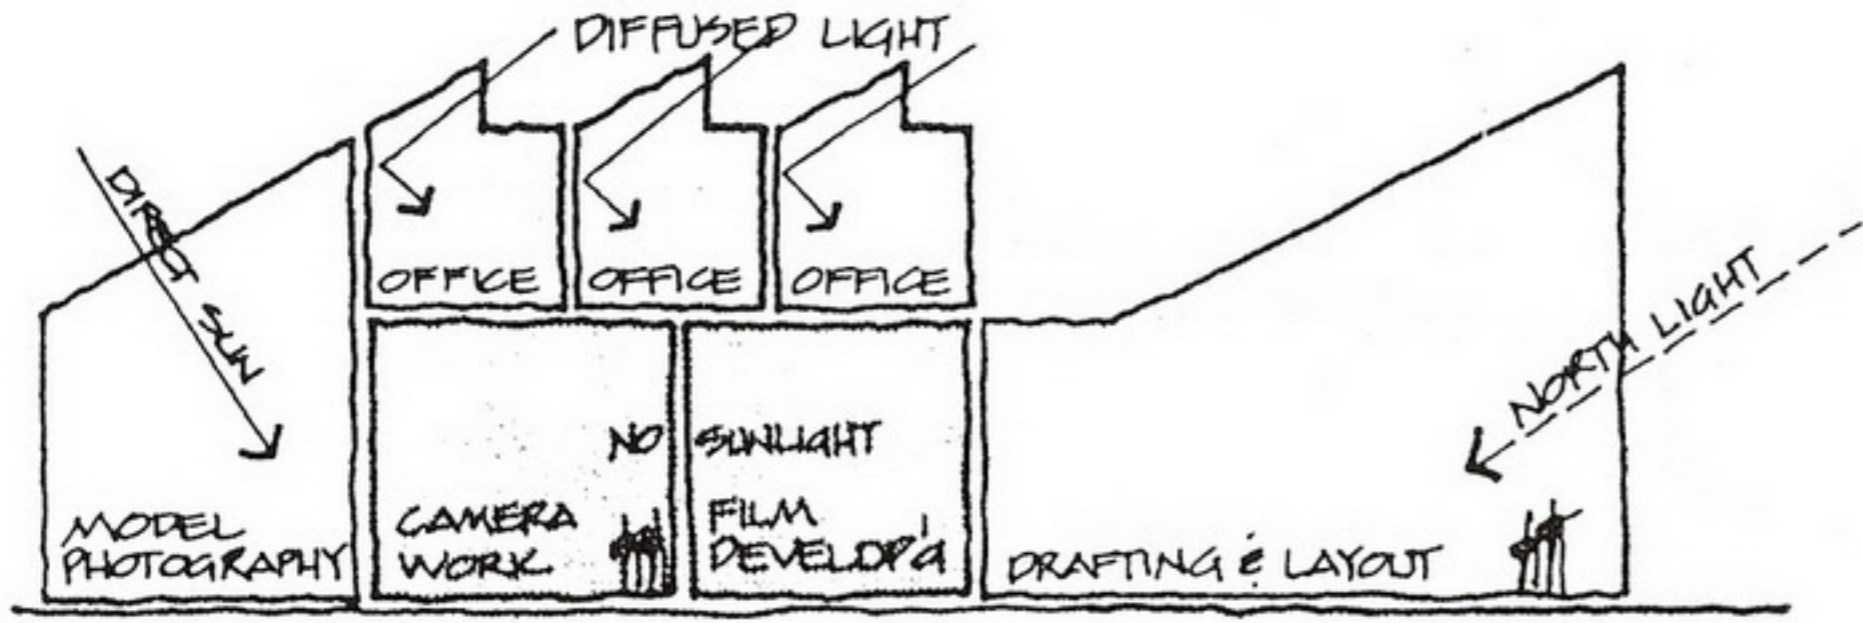 DIFFUSED LIGHT
DIRECT SUN
OFFICE
OFFICE
OFFICE
NORTH LIGHT
NO SUNLIGHT
MODEL
PHOTOGRAPHY
CAMERA
WORK
FILM
DEVELOP'G
DRAFTING & LAYOUT